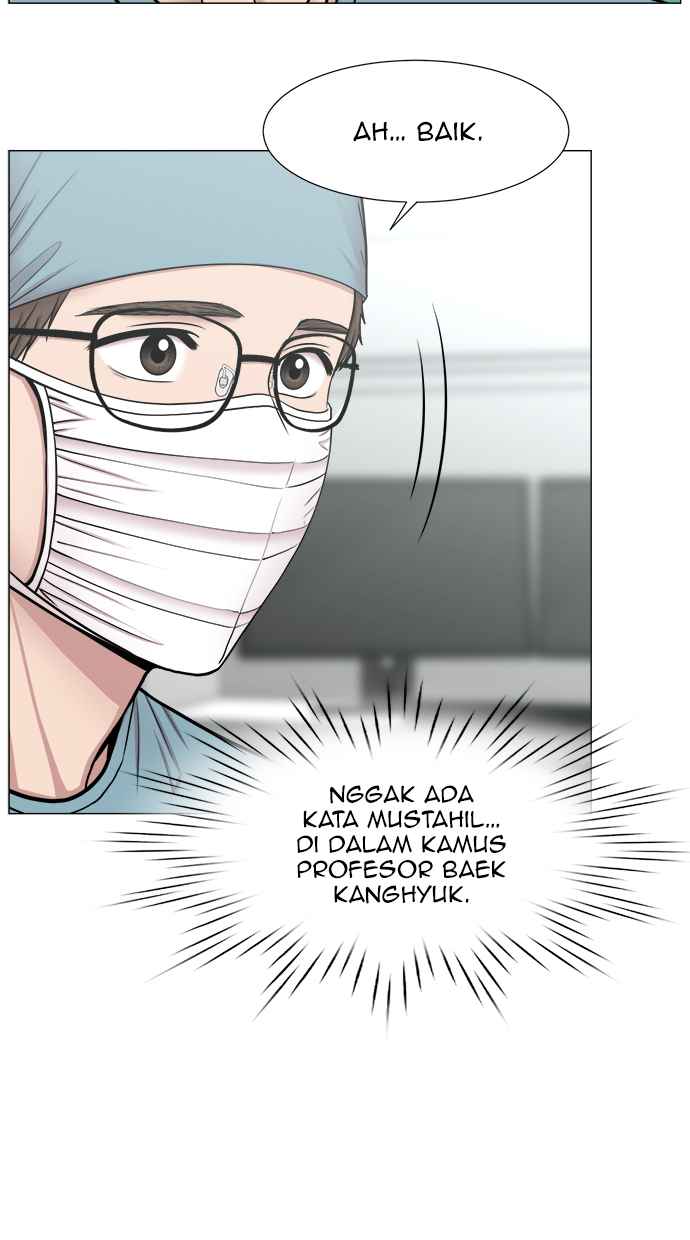 AH... BAIK.
NGGAK ADA
KATA MUSTAHIL...
DI DALAM KAMUS
PROFESOR BAEK
KANGHYUK.